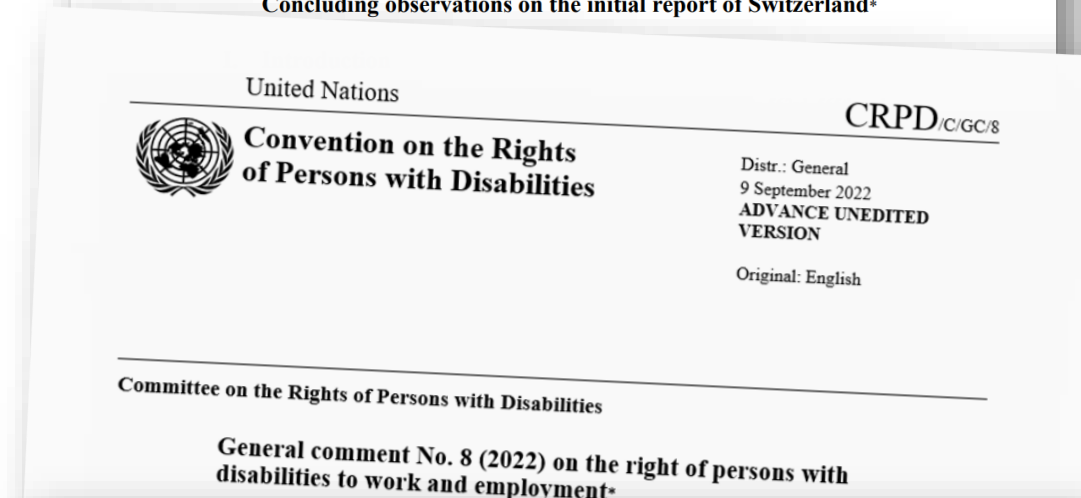 Concluding observations on the initial report of Switzerland*
United Nations
CRPD/C/GC/8
Convention on the Rights
of Persons with Disabilities
Distr.: General
9 September 2022
ADVANCE UNEDITED
VERSION
Original: English
Committee on the Rights of Persons with Disabilities
General comment No. 8 (2022) on the right of persons with
disabilities to work and employment*